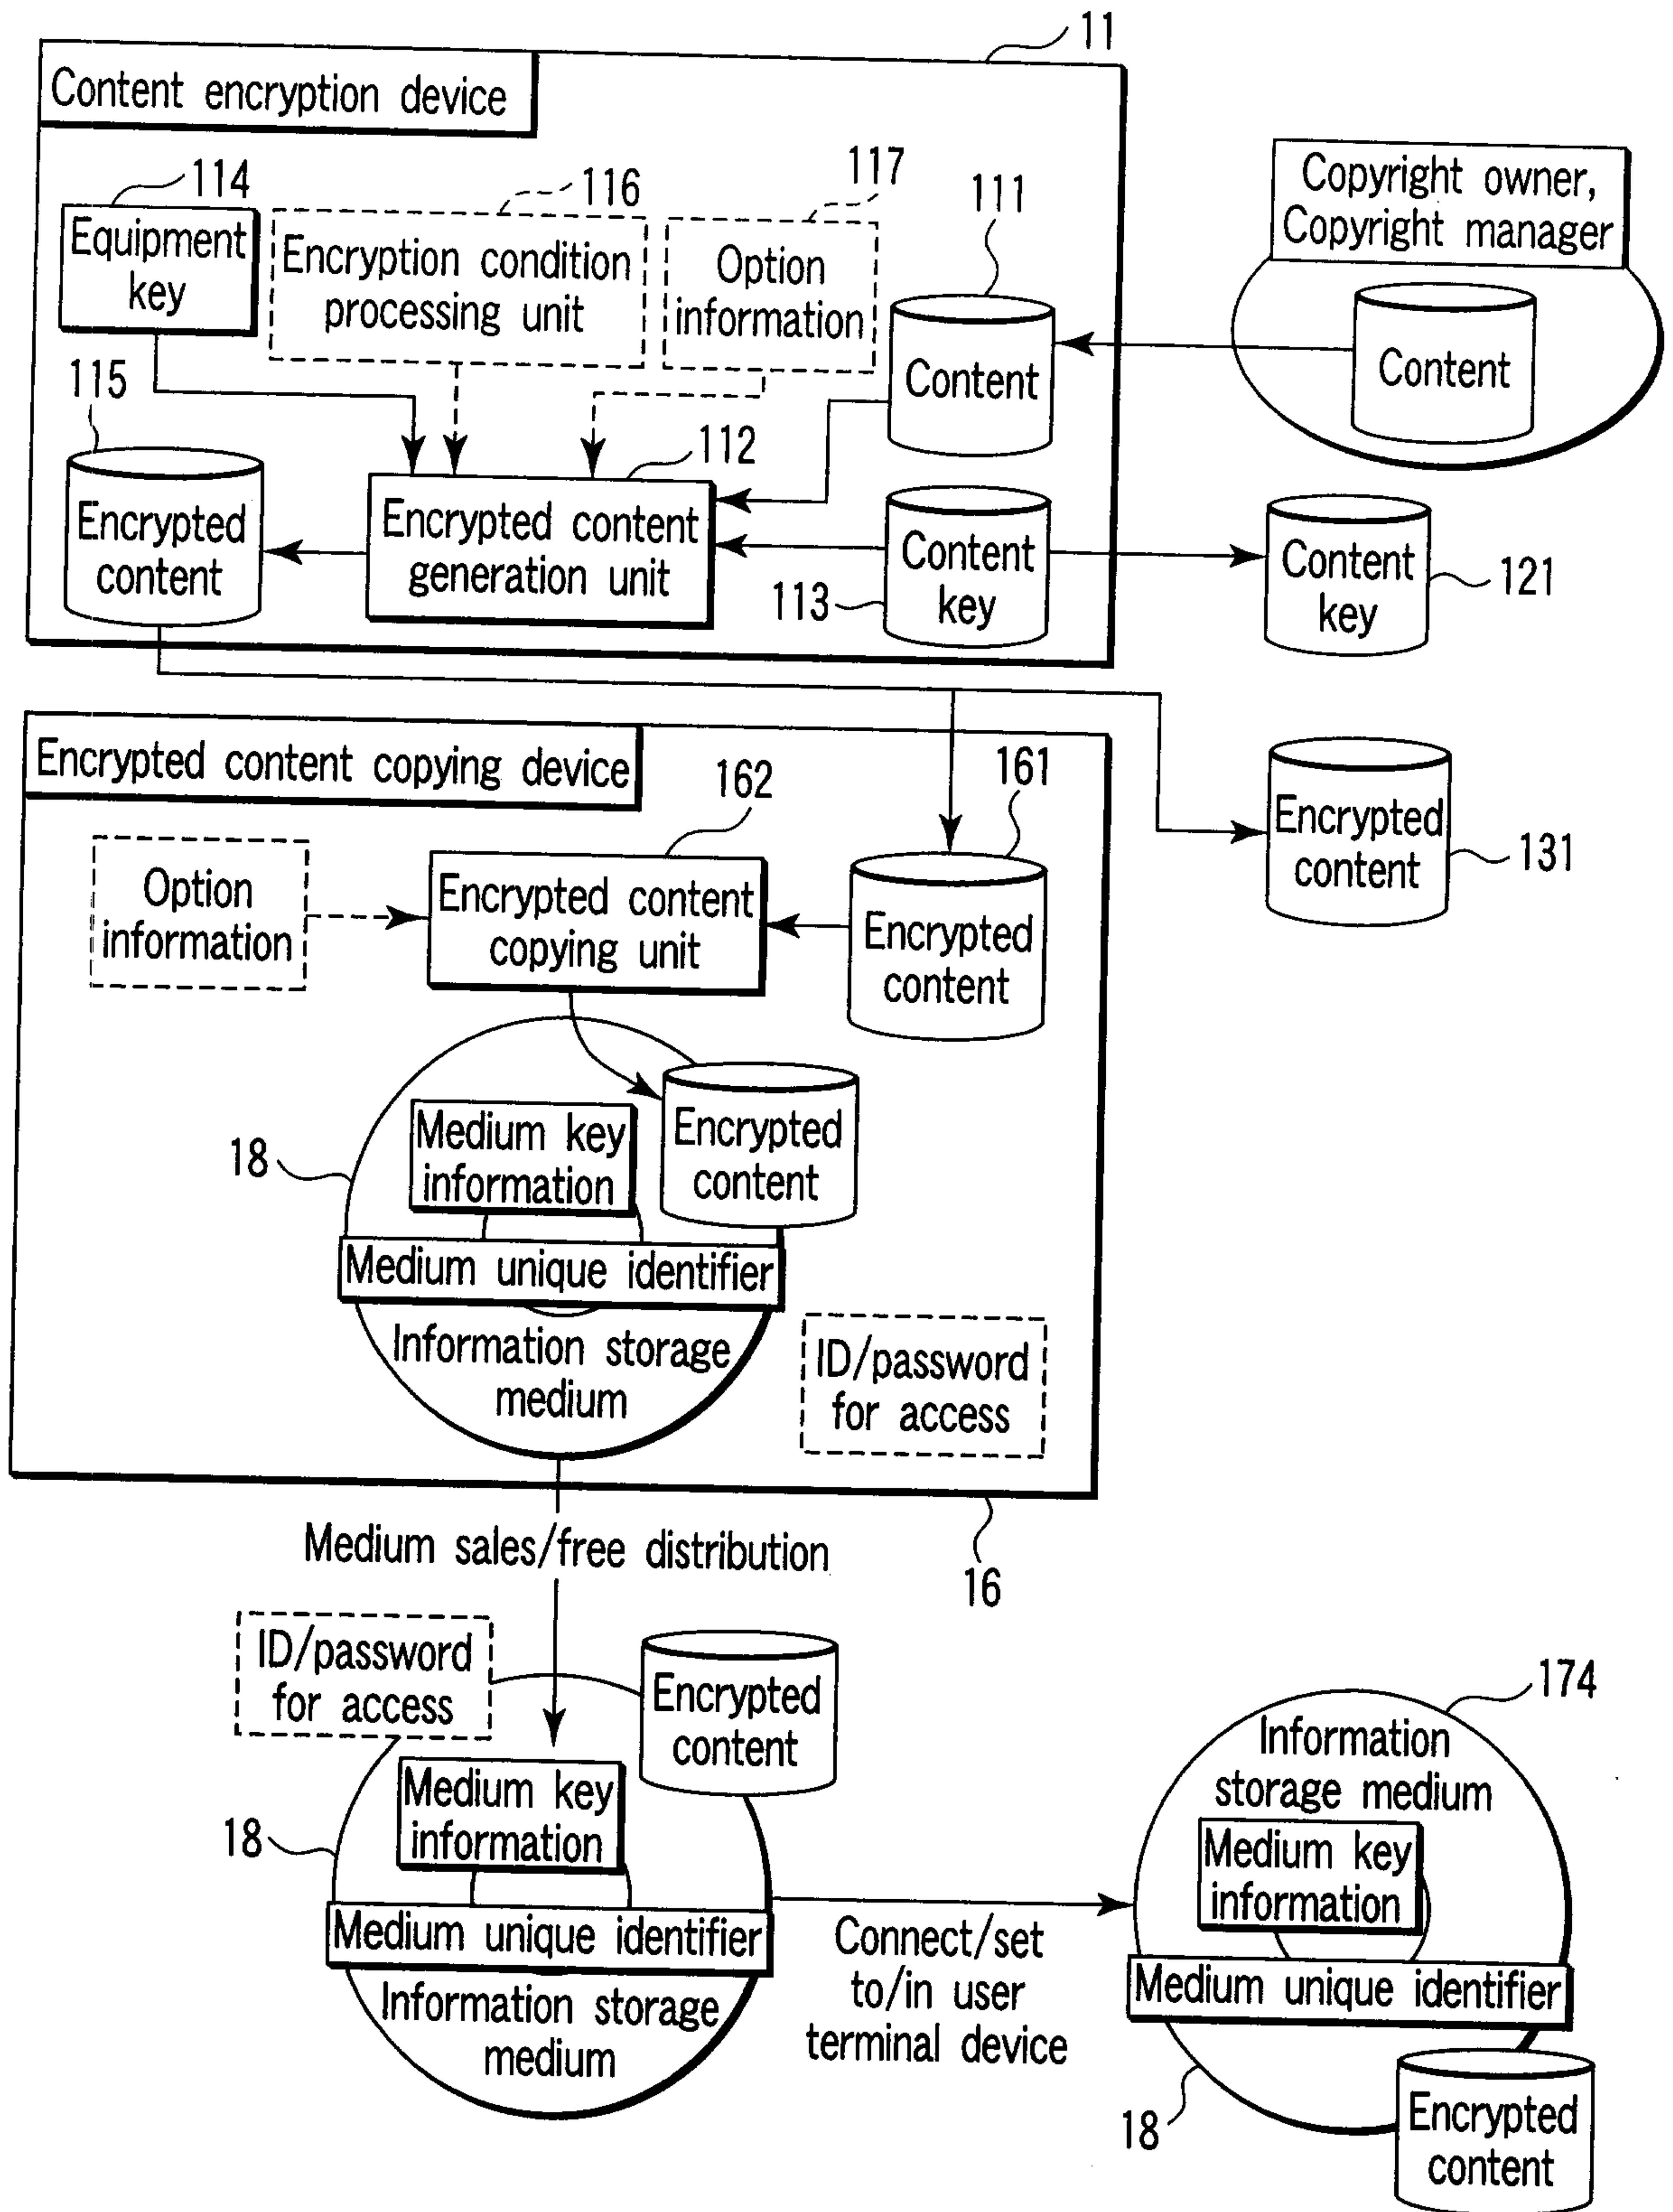 11
Content encryption device
114
116
117
111
Copyright owner,
Copyright manager
Equipment
key
Encryption condition
processing unit
Option
information
Content
Content
115
112
Encrypted
content
Encrypted content
generation unit
Content
key
113
Content
key
121
Encrypted content copying device
162
161
Option
information
Encrypted content
copying unit
Encrypted
content
Encrypted
content
131
18
Medium key
information
Encrypted
content
Medium unique identifier
Information storage
medium
ID/password
for access
Medium sales/free distribution
16
ID/password
for access
Encrypted
content
174
Medium key
information
18
Information
storage medium
Medium key
information
Medium unique identifier
Information storage
medium
Connect/set
to/in user
terminal device
Medium unique identifier
18
Encrypted
content